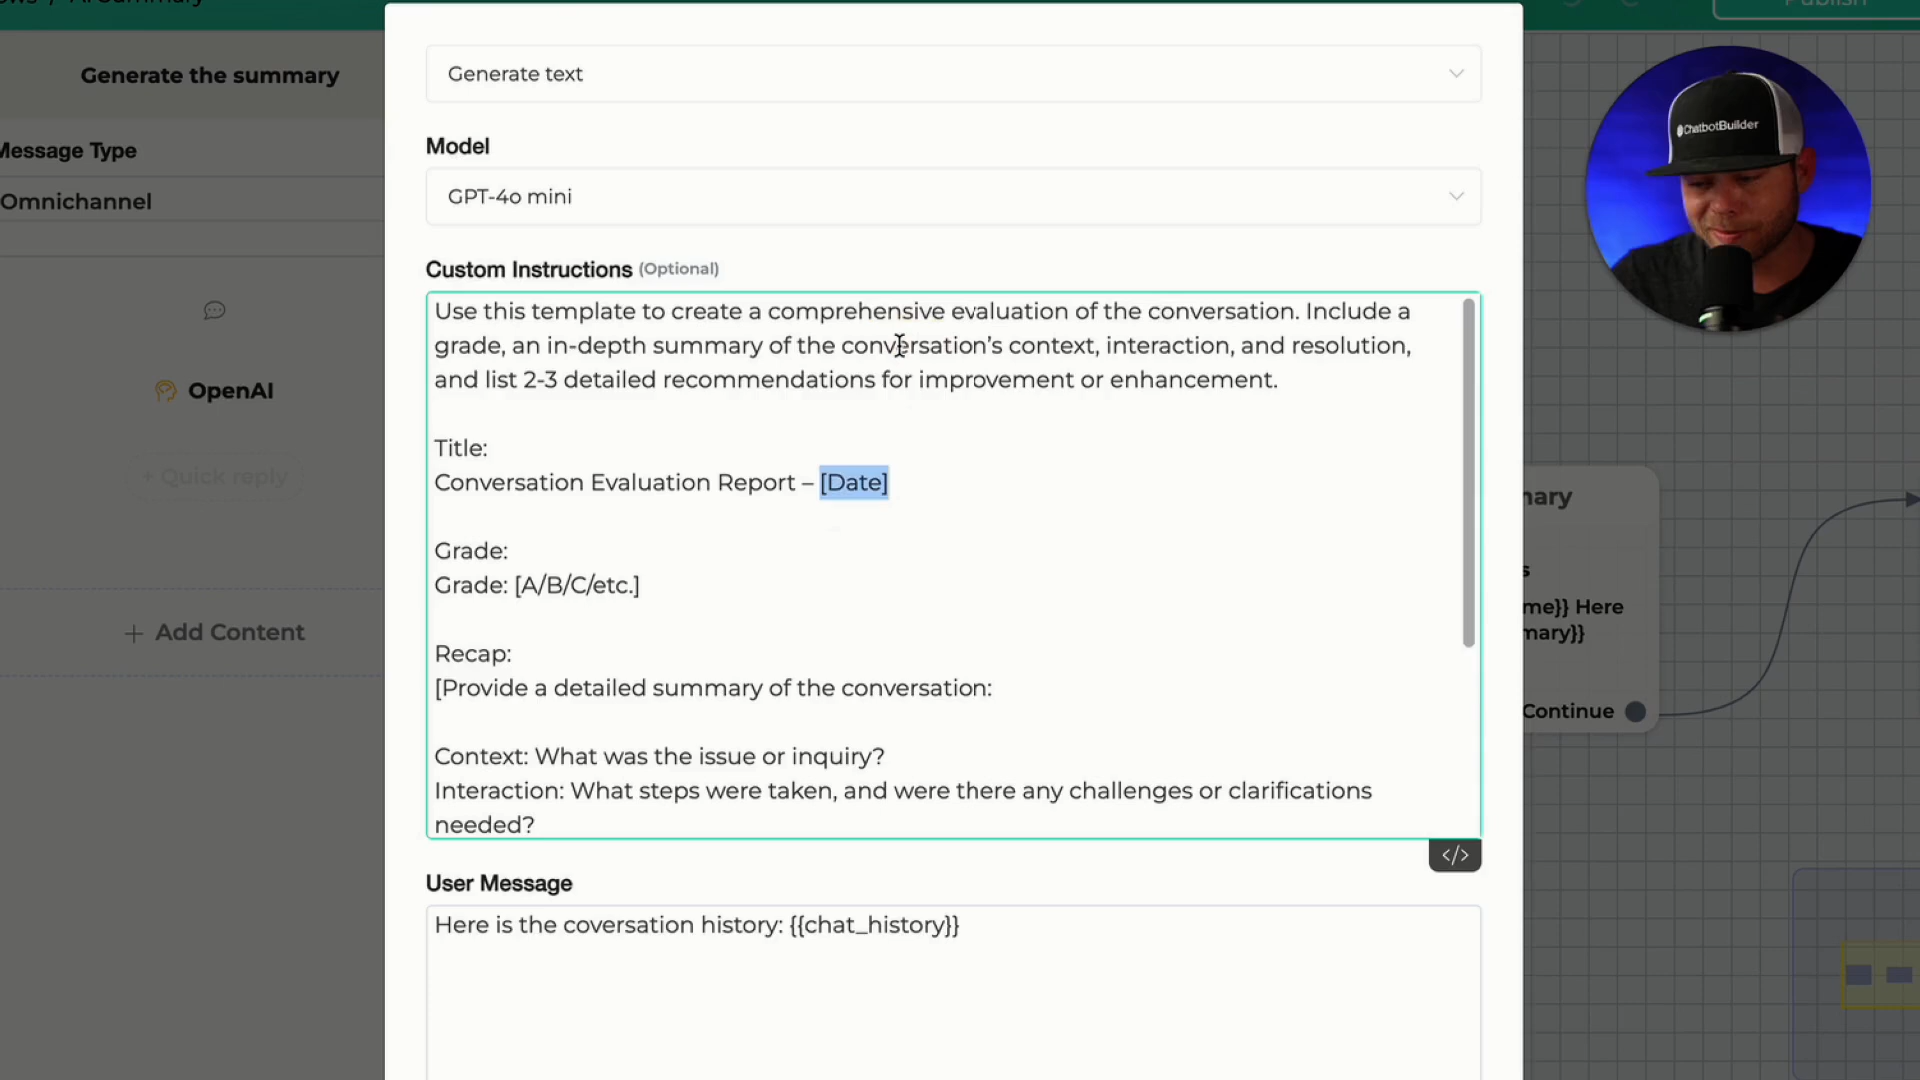 Generate the summary
Message Type
Omnichannel
OpenAI
+ Quick reply
+ Add Content
Generate text
Model
GPT-4o mini
Custom Instructions (Optional)
Use this template to create a comprehensive evaluation of the conversation. Include a
grade, an in-depth summary of the conversation’s context, interaction, and resolution,
and list 2-3 detailed recommendations for improvement or enhancement.
Title:
Conversation Evaluation Report – [Date]
Grade:
Grade: [A/B/C/etc.]
Recap:
[Provide a detailed summary of the conversation:
Context: What was the issue or inquiry?
Interaction: What steps were taken, and were there any challenges or clarifications
needed?
</>
User Message
Here is the coversation history: {{chat_history}}
ChatbotBuilder
Publish
me}} Here
mary}}
Continue